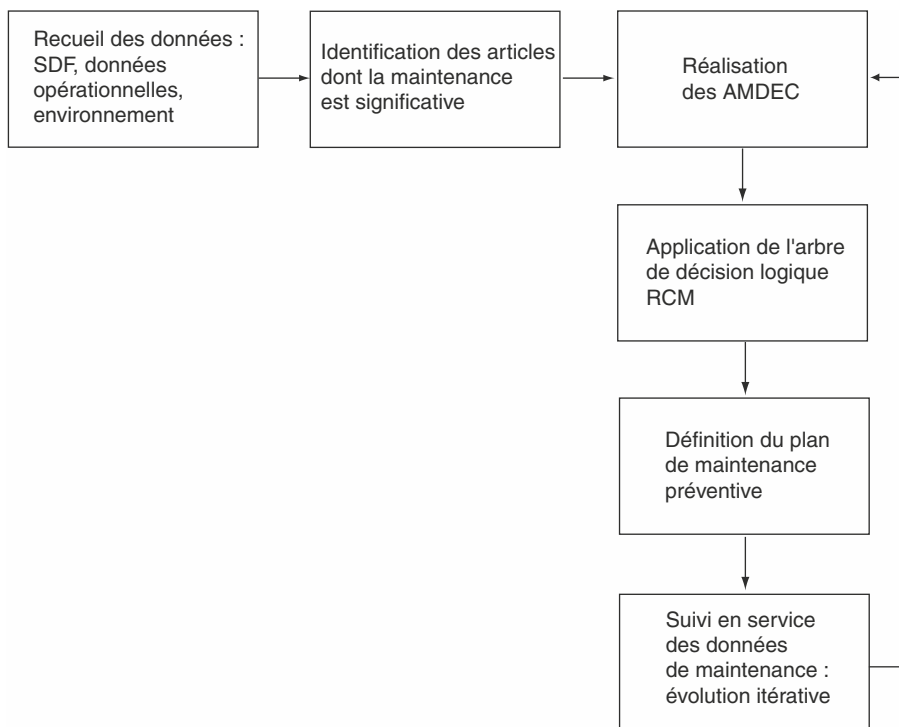 Recueil des données :
SDF, données
opérationnelles,
environnement
Identification des articles
dont la maintenance
est significative
Réalisation
des AMDEC
Application de l'arbre
de décision logique
RCM
Définition du plan
de maintenance
préventive
Suivi en service
des données
de maintenance :
évolution itérative